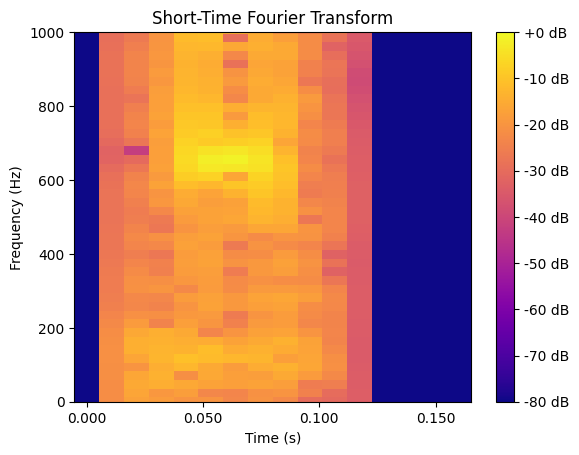 Short-Time Fourier Transform
1000
800
600
400
200
0
Frequency (Hz)
0.000
0.050
0.100
0.150
Time (s)
+0 dB
-10 dB
-20 dB
-30 dB
-40 dB
-50 dB
-60 dB
-70 dB
-80 dB